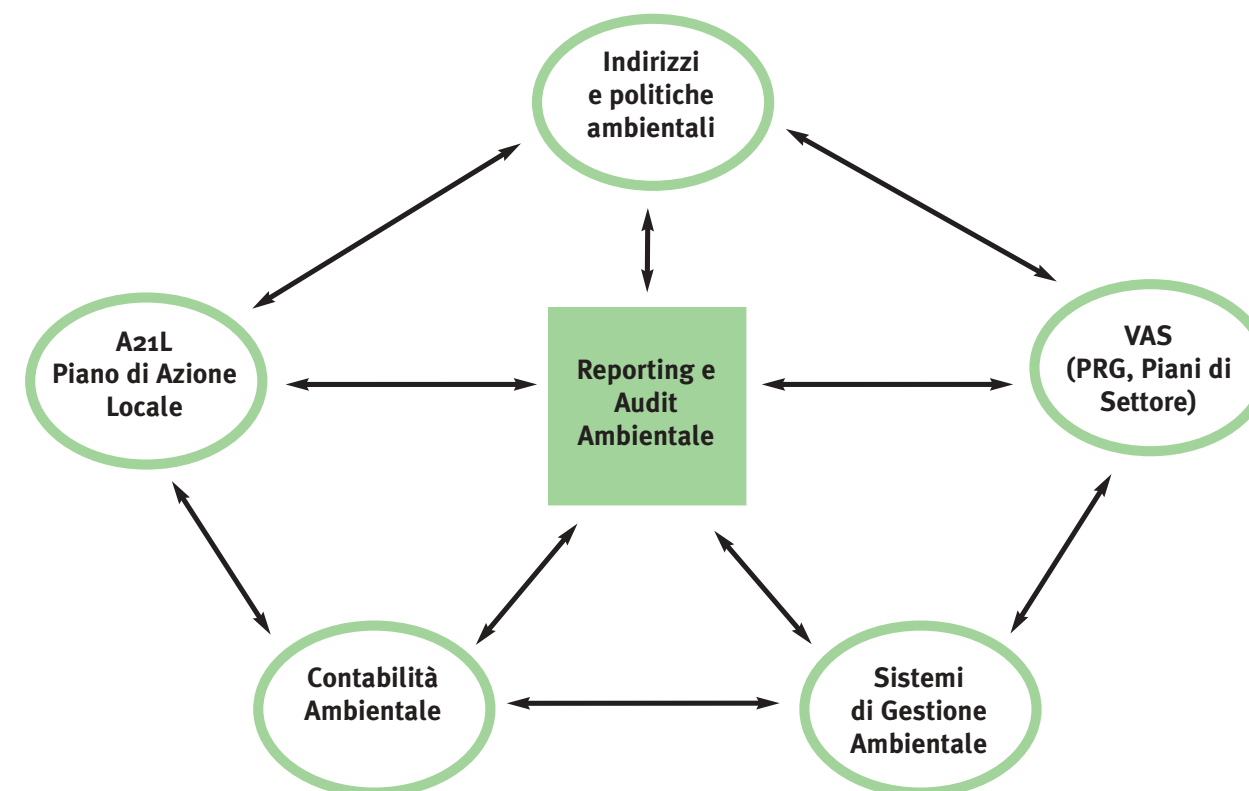 Indirizzi
e politiche
ambientali
A21L
Piano di Azione
Locale
Reporting e
Audit
Ambientale
VAS
(PRG, Piani di
Settore)
Contabilità
Ambientale
Sistemi
di Gestione
Ambientale